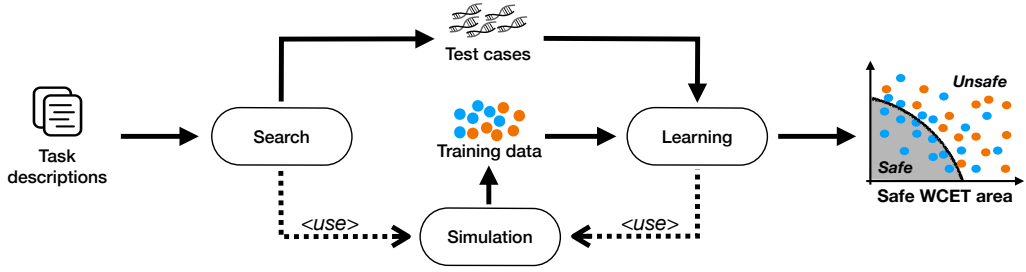 Task
descriptions
Search
Test cases
Training data
<use>
Simulation
<use>
Learning
Unsafe
Safe
Safe WCET area